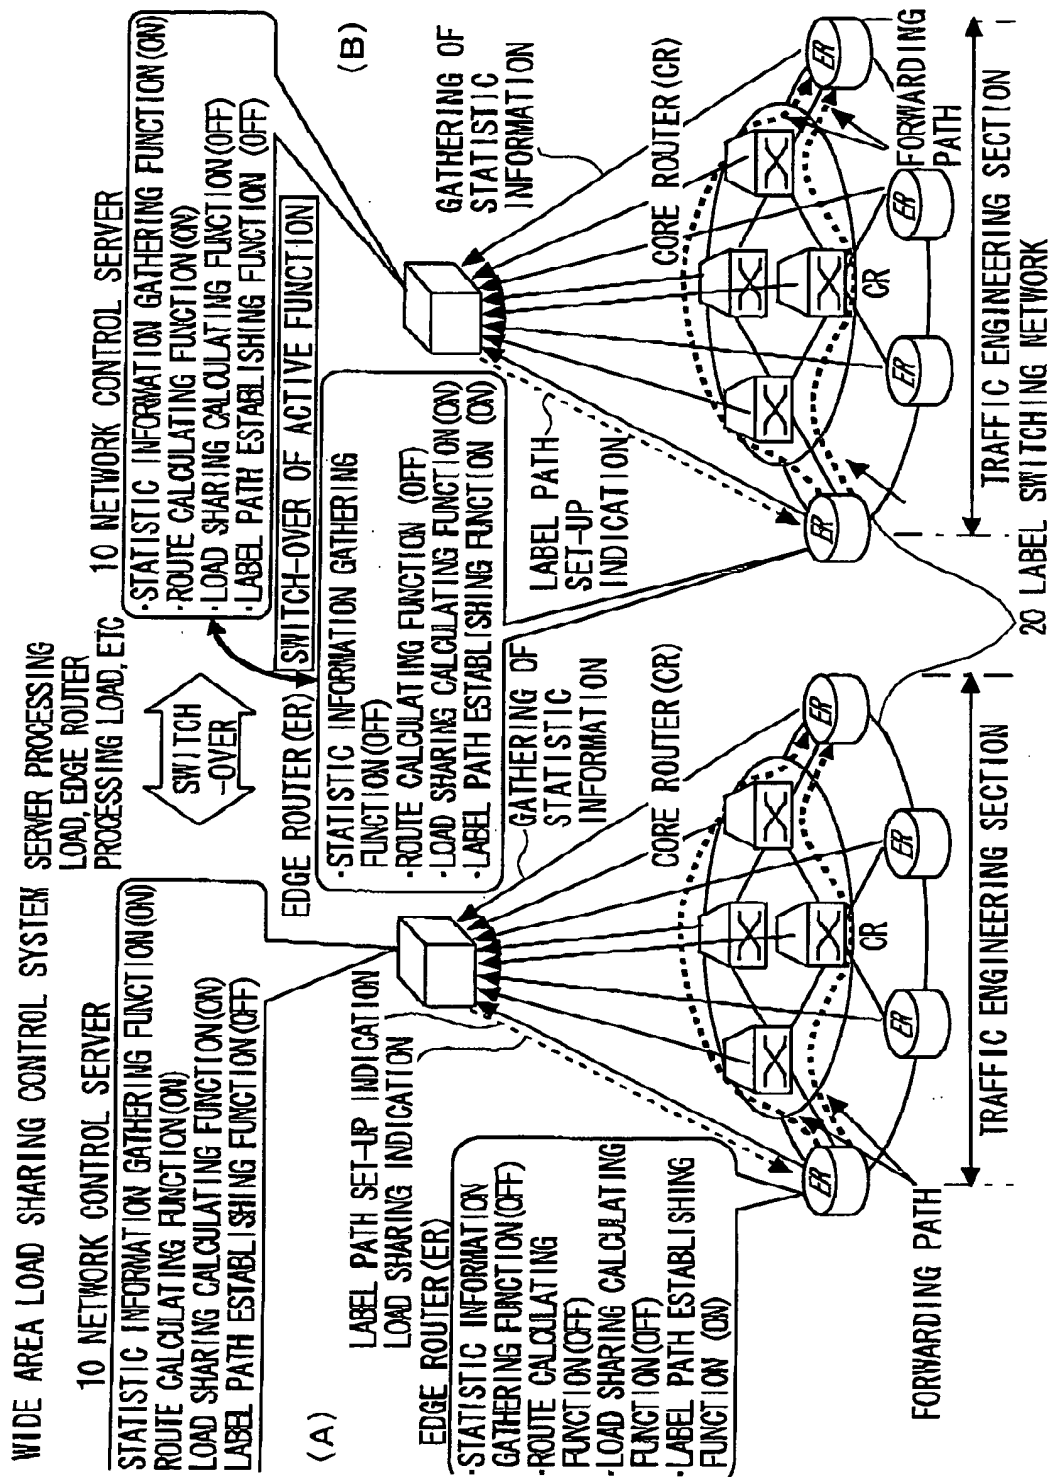 WIDE AREA LOAD SHARING CONTROL SYSTEM
SERVER PROCESSING
LOAD, EDGE ROUTER
PROCESSING LOAD, ETC
SWITCH
-OVER
10 NETWORK CONTROL SERVER
STATISTIC INFORMATION GATHERING FUNCTION(ON)
ROUTE CALCULATING FUNCTION(ON)
LOAD SHARING CALCULATING FUNCTION(ON)
LABEL PATH ESTABLISHING FUNCTION(OFF)
(A)
LABEL PATH SET-UP INDICATION
LOAD SHARING INDICATION
EDGE ROUTER(ER)
·STATISTIC INFORMATION
GATHERING FUNCTION(OFF)
·ROUTE CALCULATING
FUNCTION(OFF)
·LOAD SHARING CALCULATING
FUNCTION(OFF)
·LABEL PATH ESTABLISHING
FUNCTION (ON)
GATHERING OF
STATISTIC
INFORMATION
CORE ROUTER(CR)
CR
ER
ER
ER
ER
FORWARDING PATH
TRAFFIC ENGINEERING SECTION
10 NETWORK CONTROL SERVER
·STATISTIC INFORMATION GATHERING FUNCTION(ON)
·ROUTE CALCULATING FUNCTION(ON)
·LOAD SHARING CALCULATING FUNCTION(OFF)
·LABEL PATH ESTABLISHING FUNCTION (OFF)
SWITCH-OVER OF ACTIVE FUNCTION
(B)
EDGE ROUTER(ER)
·STATISTIC INFORMATION GATHERING
FUNCTION(OFF)
·ROUTE CALCULATING FUNCTION (OFF)
·LOAD SHARING CALCULATING FUNCTION(ON)
·LABEL PATH ESTABLISHING FUNCTION (ON)
LABEL PATH
SET-UP
INDICATION
GATHERING OF
STATISTIC
INFORMATION
CORE ROUTER(CR)
CR
ER
ER
ER
ER
FORWARDING
PATH
TRAFFIC ENGINEERING SECTION
20 LABEL SWITCHING NETWORK